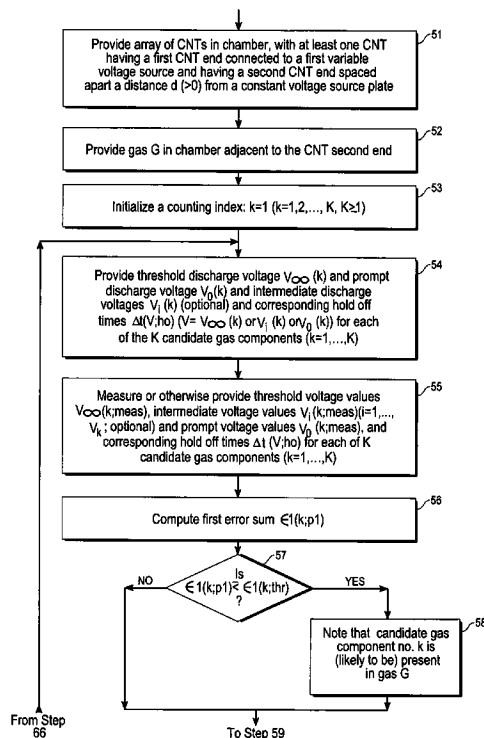 51
Provide array of CNTs in chamber, with at least one CNT
having a first CNT end connected to a first variable
voltage source and having a second CNT end spaced
apart a distance d (>0) from a constant voltage source plate
52
Provide gas G in chamber adjacent to the CNT second end
53
Initialize a counting index: k=1 (k=1,2,..., K, K≥1)
54
Provide threshold discharge voltage V∞ (k) and prompt
discharge voltage V0(k) and intermediate discharge
voltages Vi (k) (optional) and corresponding hold off
times Δt(V;ho) (V= V∞ (k) or Vi (k) or V0 (k)) for each
of the K candidate gas components (k=1,...,K)
55
Measure or otherwise provide threshold voltage values
V∞(k;meas), intermediate voltage values Vi (k;meas)(i=1,...,
Vk ; optional) and prompt voltage values V0 (k;meas), and
corresponding hold off times Δt (V;ho) for each of K
candidate gas components (k=1,...,K)
56
Compute first error sum ∈1(k;p1)
57
NO
Is
YES
∈1(k;p1)≤ ∈1(k;thr)
?
58
Note that candidate gas
component no. k is
(likely to be) present
in gas G
From Step
66
To Step 59